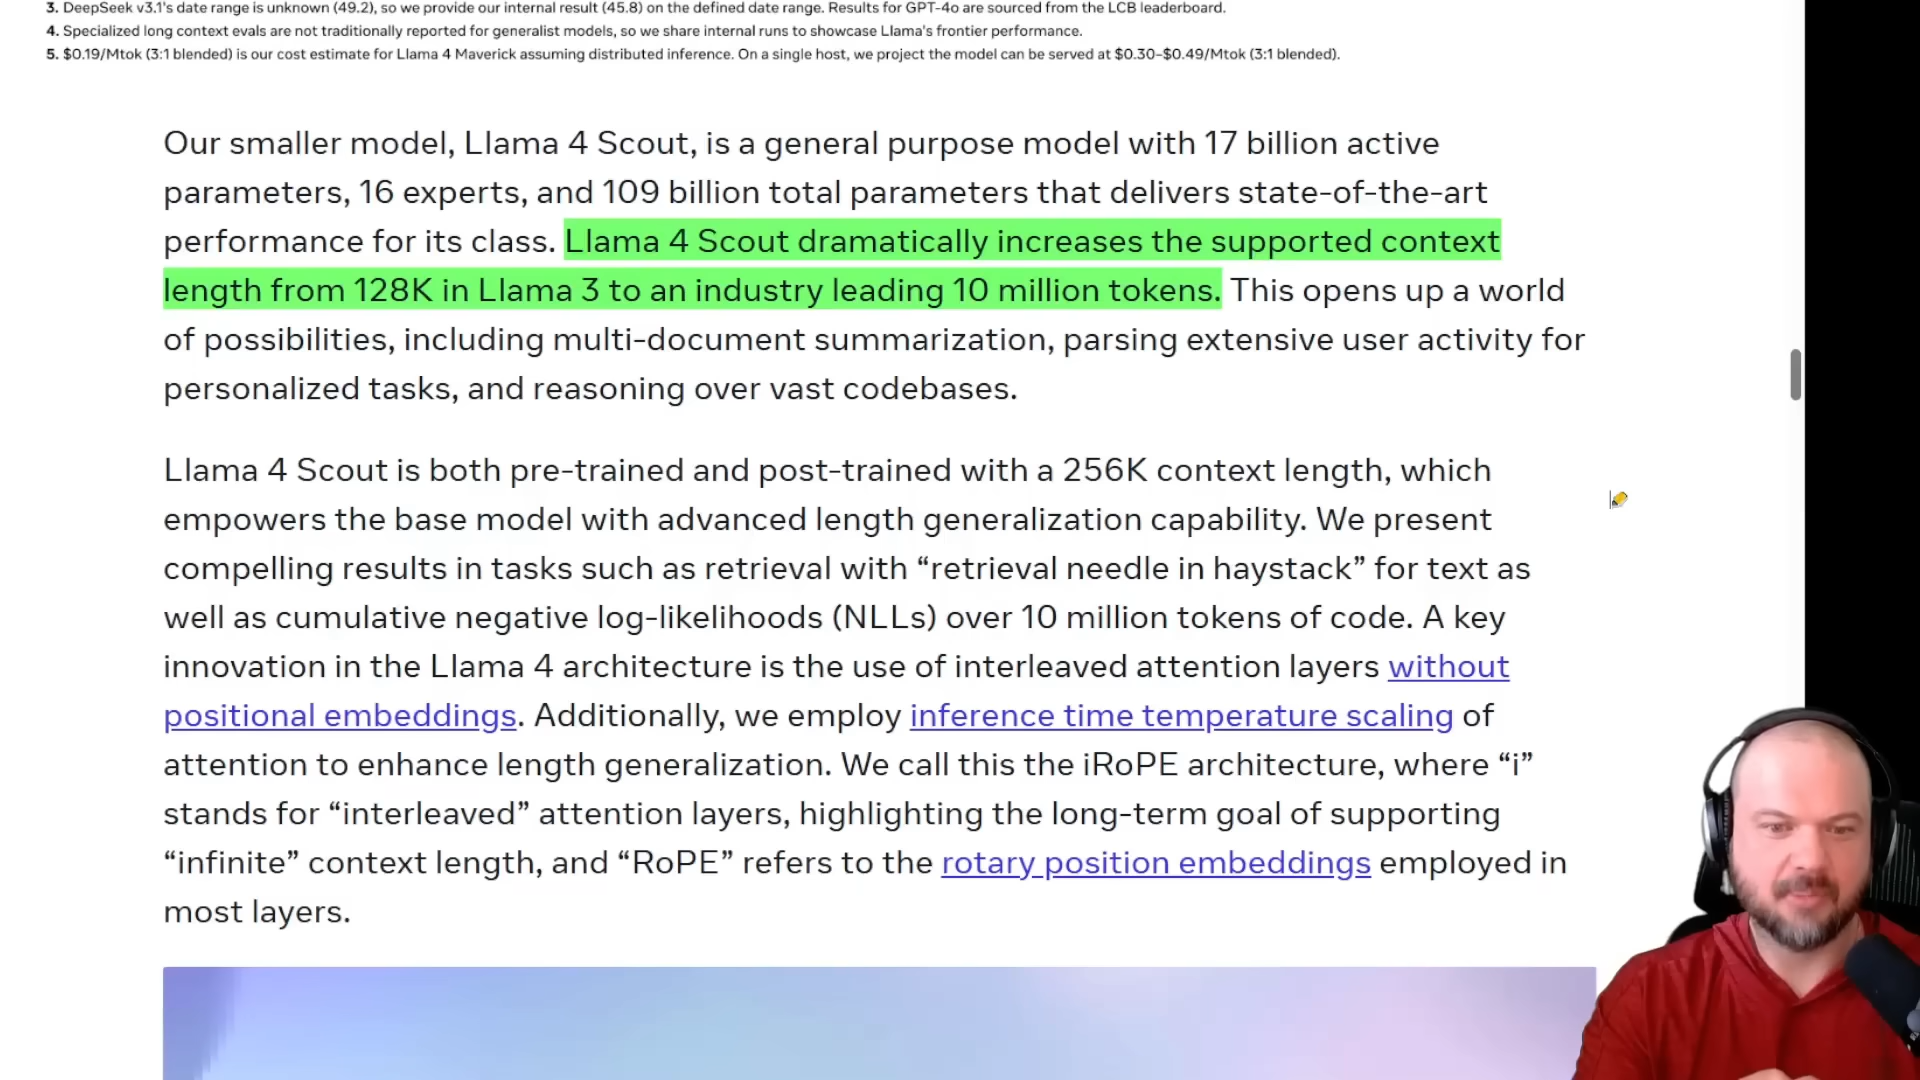 3. DeepSeek v3.1's date range is unknown (49.2), so we provide our internal result (45.8) on the defined date range. Results for GPT-4o are sourced from the LCB leaderboard.
4. Specialized long context evals are not traditionally reported for generalist models, so we share internal runs to showcase Llama's frontier performance.
5. $0.19/Mtok (3:1 blended) is our cost estimate for Llama 4 Maverick assuming distributed inference. On a single host, we project the model can be served at $0.30–$0.49/Mtok (3:1 blended).
Our smaller model, Llama 4 Scout, is a general purpose model with 17 billion active
parameters, 16 experts, and 109 billion total parameters that delivers state-of-the-art
performance for its class. Llama 4 Scout dramatically increases the supported context
length from 128K in Llama 3 to an industry leading 10 million tokens. This opens up a world
of possibilities, including multi-document summarization, parsing extensive user activity for
personalized tasks, and reasoning over vast codebases.
Llama 4 Scout is both pre-trained and post-trained with a 256K context length, which
empowers the base model with advanced length generalization capability. We present
compelling results in tasks such as retrieval with “retrieval needle in haystack” for text as
well as cumulative negative log-likelihoods (NLLs) over 10 million tokens of code. A key
innovation in the Llama 4 architecture is the use of interleaved attention layers without
positional embeddings. Additionally, we employ inference time temperature scaling of
attention to enhance length generalization. We call this the iRoPE architecture, where “i”
stands for “interleaved” attention layers, highlighting the long-term goal of supporting
“infinite” context length, and “RoPE” refers to the rotary position embeddings employed in
most layers.